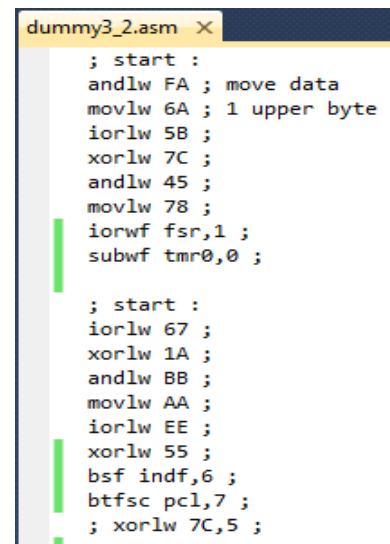 dummy3_2.asm ×
; start :
andlw FA ; move data
movlw 6A ; 1 upper byte
iorlw 5B ;
xorlw 7C ;
andlw 45 ;
movlw 78 ;
iorwf fsr,1 ;
subwf tmr0,0 ;
; start :
iorlw 67 ;
xorlw 1A ;
andlw BB ;
movlw AA ;
iorlw EE ;
xorlw 55 ;
bsf indf,6 ;
btfsc pcl,7 ;
; xorlw 7C,5 ;